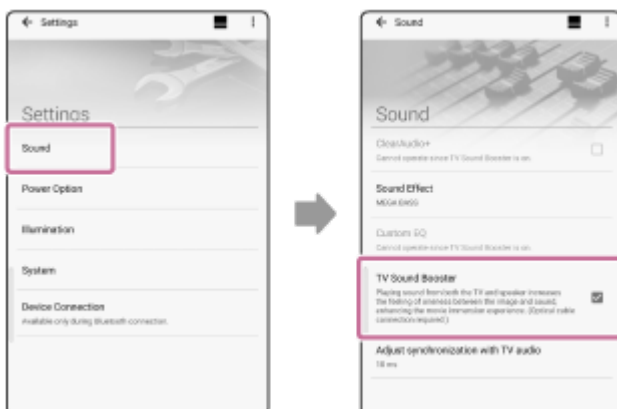 Settings
Settings
Sound
Power Option
Illumination
System
Device Connection
Available only during Bluetooth connection.
Sound
Sound
ClearAudio+
Cannot operate since TV Sound Booster is on.
Sound Effect
MEGA BASS
Custom EQ
Cannot operate since TV Sound Booster is on.
TV Sound Booster
Playing sound from both the TV and speaker increases
the feeling of oneness between the image and sound,
enhancing the movie immersion experience. (Optical cable
connection required.)
Adjust synchronization with TV audio
18 ms